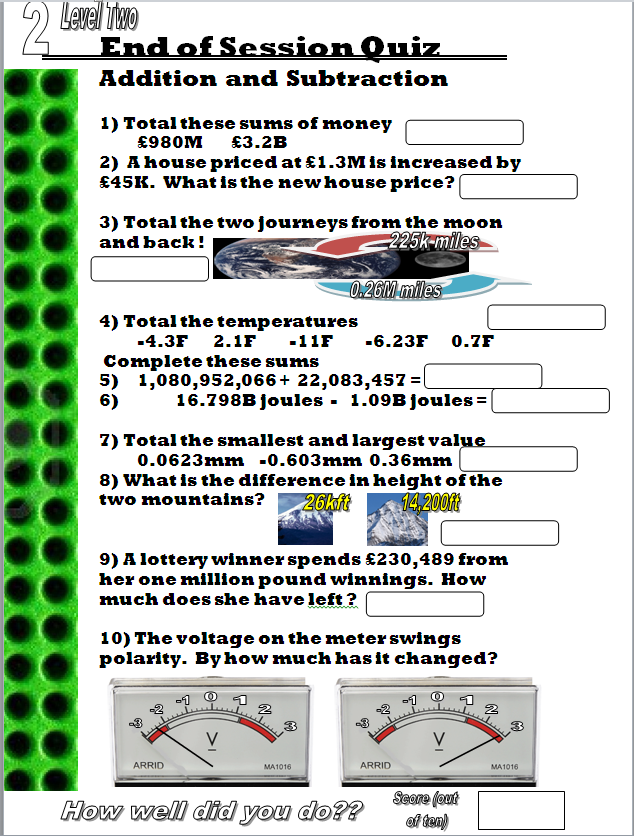 2 Level Two
End of Session Quiz
Addition and Subtraction
1) Total these sums of money
£980M £3.2B
2) A house priced at £1.3M is increased by
£45K. What is the new house price?
3) Total the two journeys from the moon
and back!
225k miles
0.26M miles
4) Total the temperatures
-4.3F 2.1F -11F -6.23F 0.7F
Complete these sums
5) 1,080,952,066 + 22,083,457 =
6) 16.798B joules - 1.09B joules =
7) Total the smallest and largest value
0.0623mm -0.603mm 0.36mm
8) What is the difference in height of the
two mountains?
26kft 14,200ft
9) A lottery winner spends £230,489 from
her one million pound winnings. How
much does she have left ?
10) The voltage on the meter swings
polarity. By how much has it changed?
-3 -2 -1 0 1 2 3
V
ARRID MA1016
-3 -2 -1 0 1 2 3
V
ARRID MA1016
How well did you do??
Score (out
of ten)